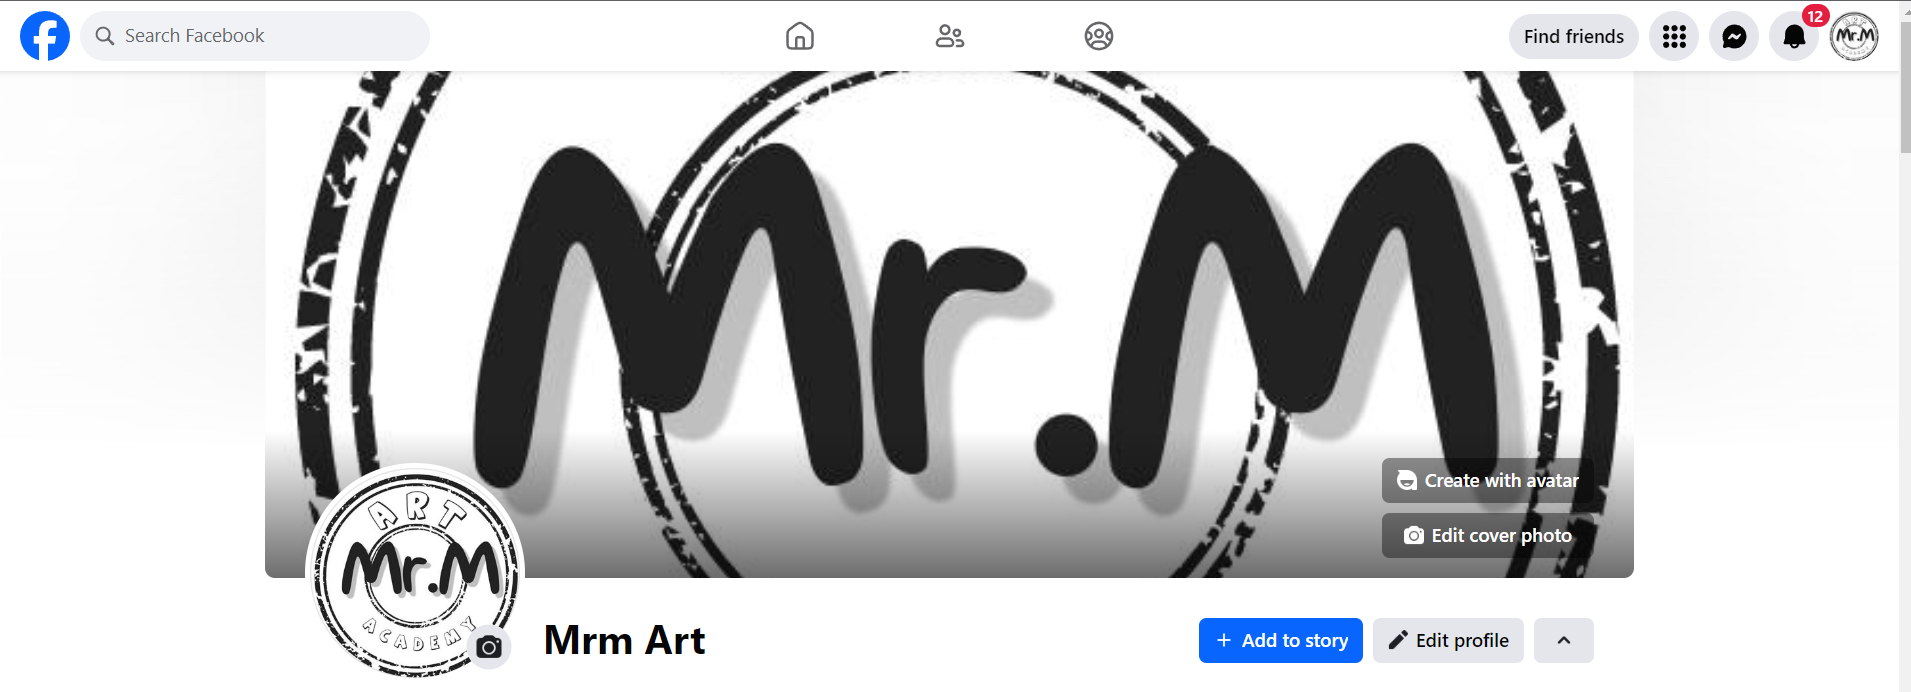 Search Facebook
Find friends
12
Mr.M
Mr.M
Create with avatar
Edit cover photo
ART
Mr.M
ACADEMY
Mrm Art
Add to story
Edit profile